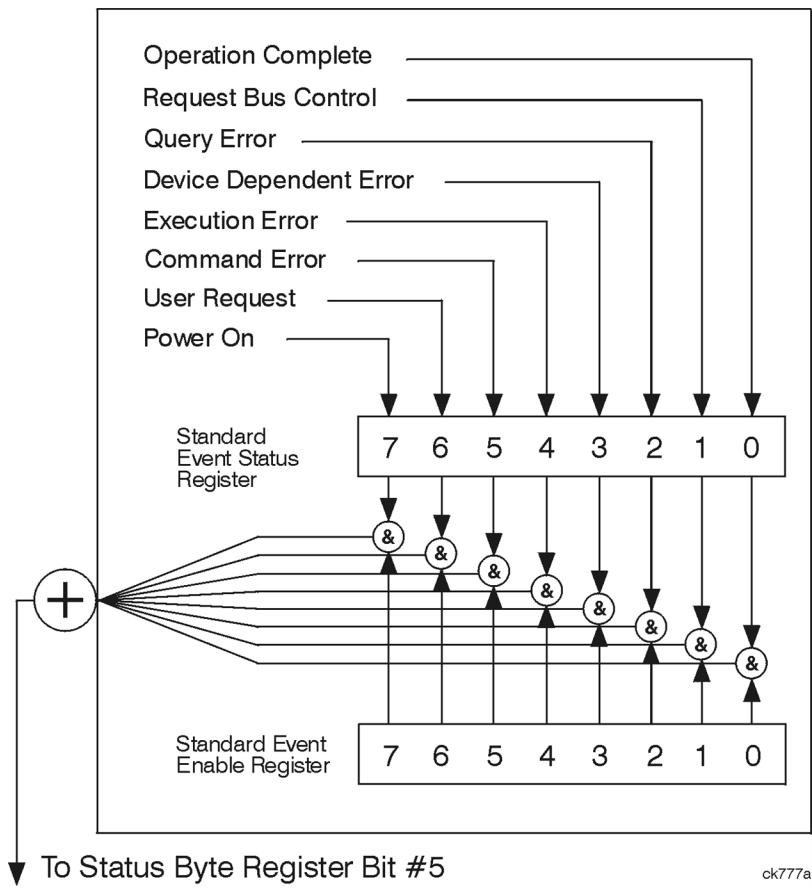 Operation Complete
Request Bus Control
Query Error
Device Dependent Error
Execution Error
Command Error
User Request
Power On
Standard
Event Status
Register
7 6 5 4 3 2 1 0
&
&
&
&
&
&
&
&
+
Standard Event
Enable Register
7 6 5 4 3 2 1 0
To Status Byte Register Bit #5
ck777a